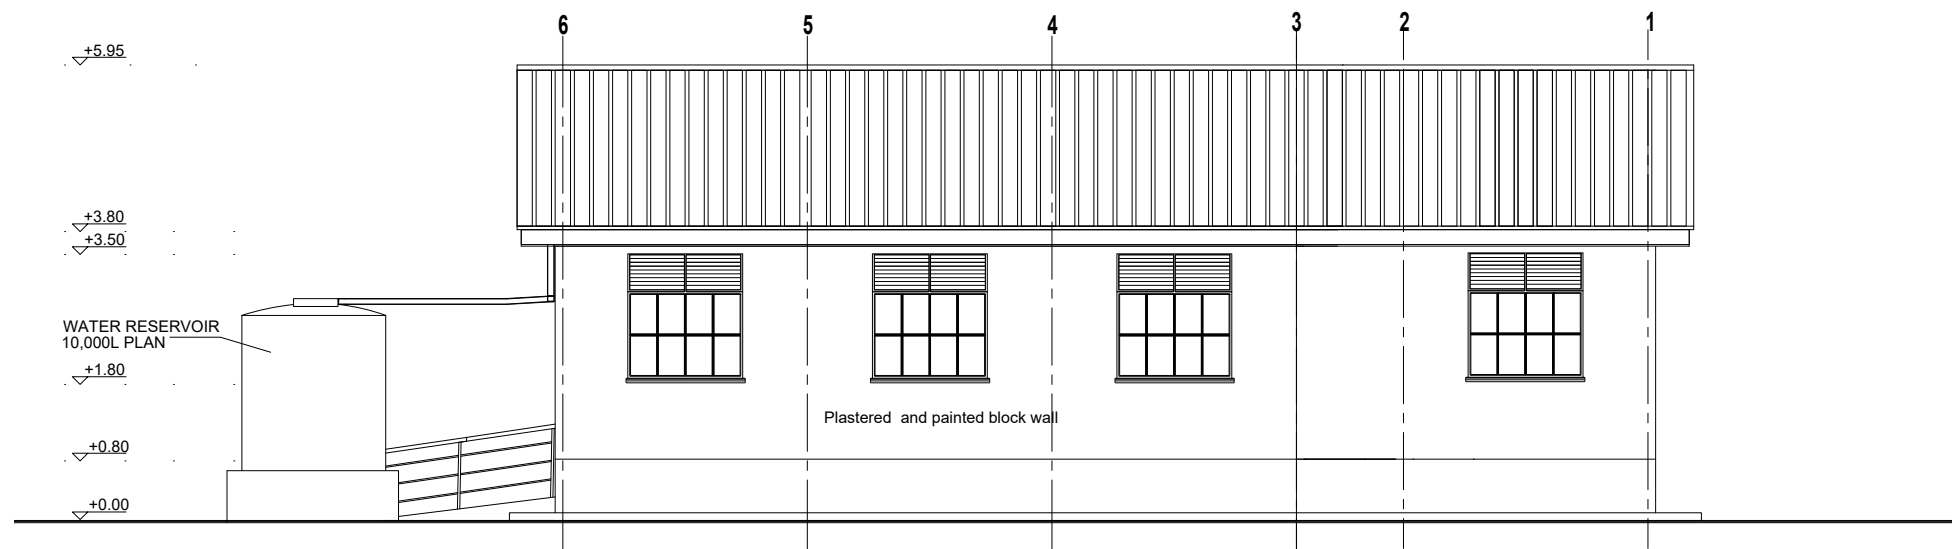 6 5 4 3 2 1
+5.95
+3.80
+3.50
WATER RESERVOIR
10,000L PLAN
+1.80
Plastered and painted block wall
+0.80
+0.00